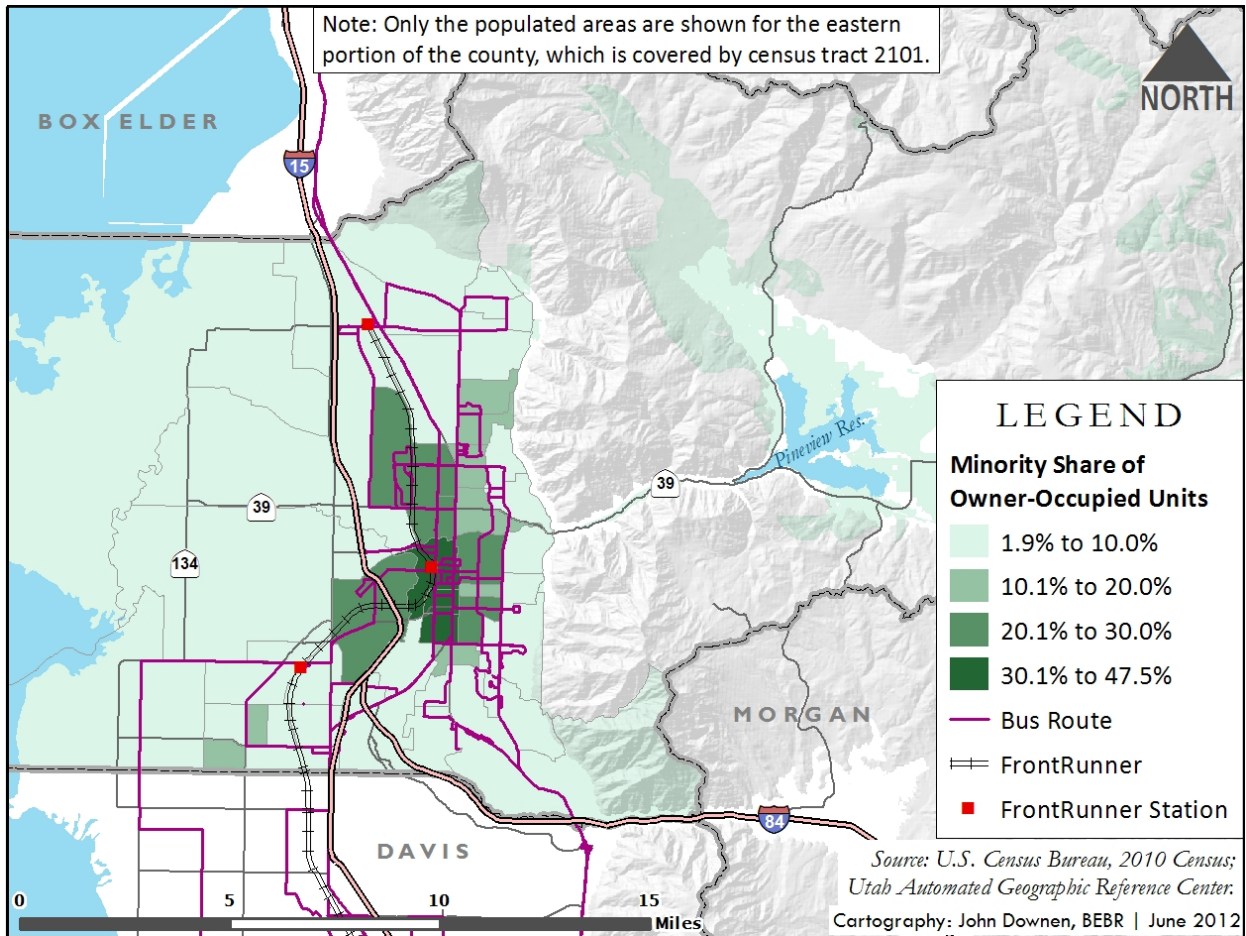 Note: Only the populated areas are shown for the eastern
portion of the county, which is covered by census tract 2101.
NORTH
BOX ELDER
15
Pineview Res.
39
39
134
LEGEND
Minority Share of
Owner-Occupied Units
1.9% to 10.0%
10.1% to 20.0%
20.1% to 30.0%
30.1% to 47.5%
Bus Route
FrontRunner
FrontRunner Station
MORGAN
84
DAVIS
Source: U.S. Census Bureau, 2010 Census;
Utah Automated Geographic Reference Center.
Cartography: John Downen, BEBR | June 2012
0 5 10 15
Miles